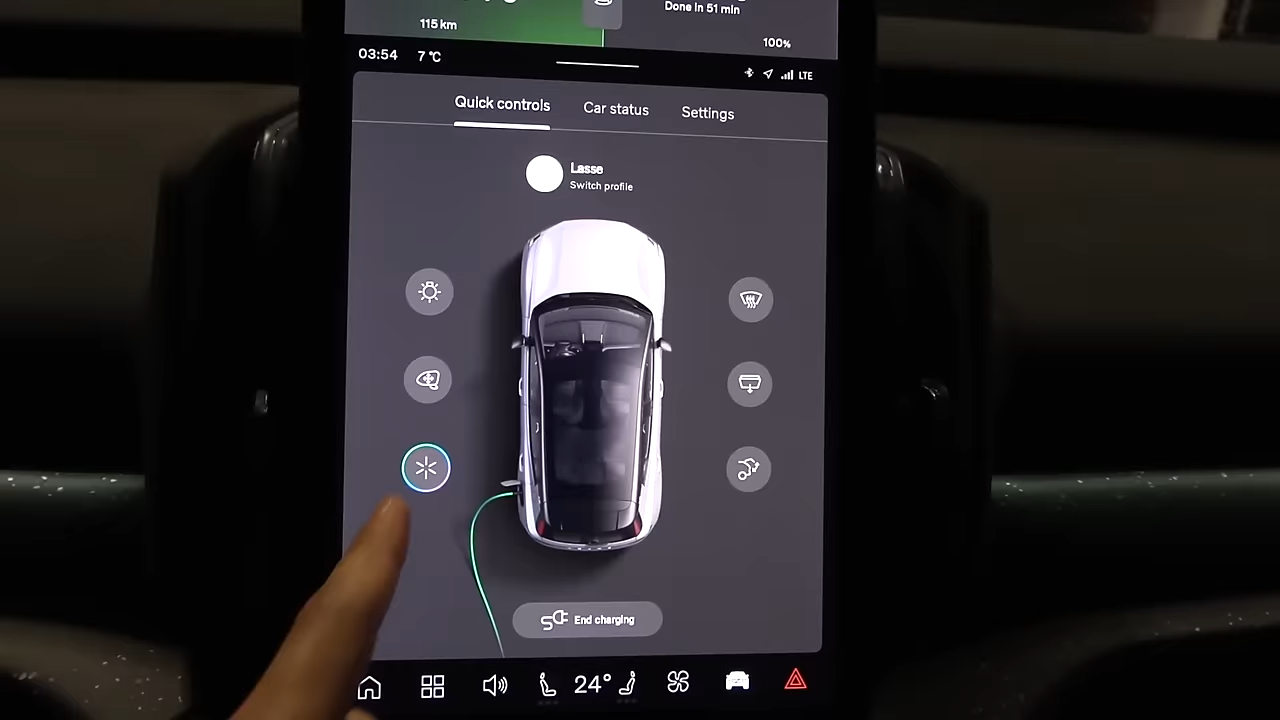 115 km
Done in 51 min
100%
03:54 7 °C
LTE
Quick controls Car status Settings
Lasse
Switch profile
End charging
24°